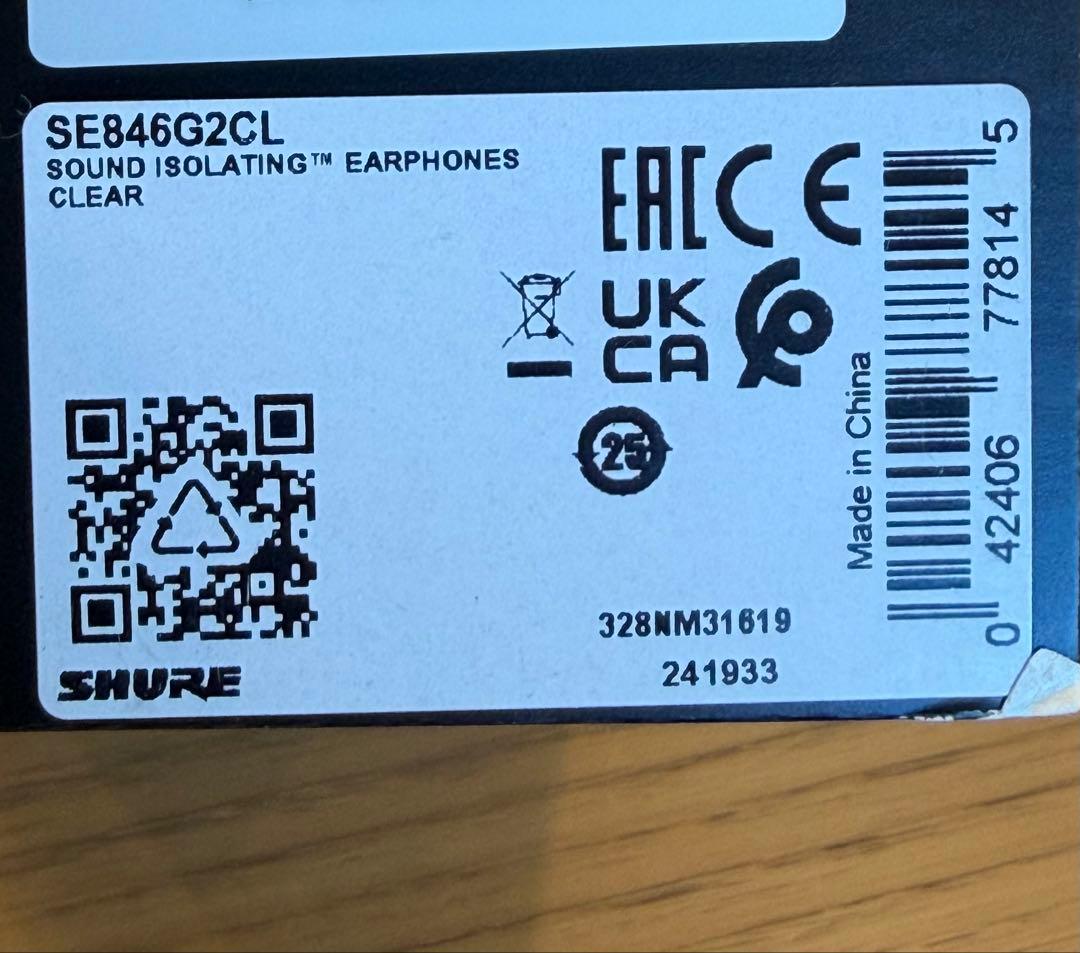 SE846G2CL
SOUND ISOLATING™ EARPHONES
CLEAR
EAC CE
UK
CA
25
Made in China
0 42406 77814 5
328NM31619
241933
SHURE